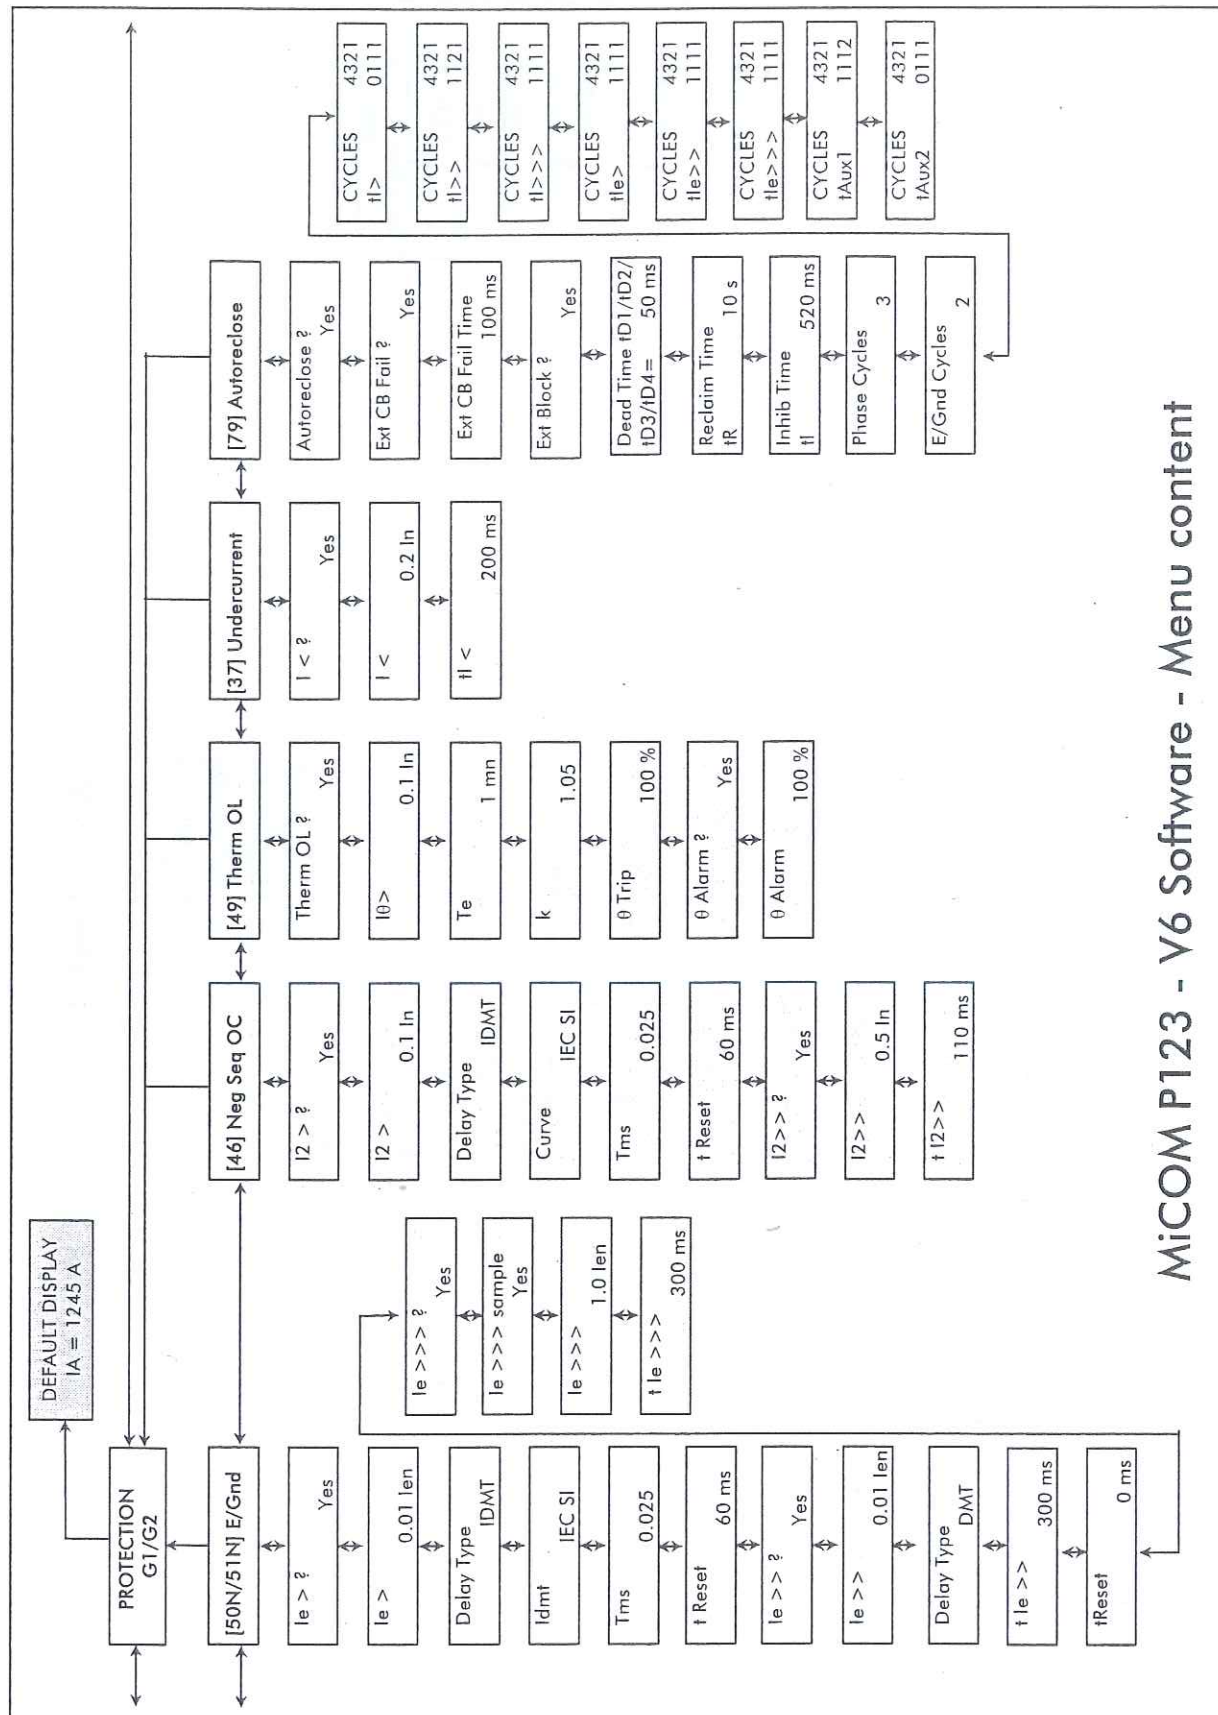 DEFAULT DISPLAY
IA = 1245 A
PROTECTION
G1/G2
[50N/51N] E/Gnd
Ie > ?
Yes
Ie >
0.01 Ien
Delay Type
IDMT
Idmt
IEC SI
Tms
0.025
t Reset
60 ms
Ie >> ?
Yes
Ie >>
0.01 Ien
Delay Type
DMT
t Ie >>
300 ms
tReset
0 ms
Ie >>> ?
Yes
Ie >>> sample
Yes
Ie >>>
1.0 Ien
t Ie >>>
300 ms
[46] Neg Seq OC
I2 > ?
Yes
I2 >
0.1 In
Delay Type
IDMT
Curve
IEC SI
Tms
0.025
t Reset
60 ms
I2>> ?
Yes
I2>>
0.5 In
t I2>>
110 ms
[49] Therm OL
Therm OL ?
Yes
Iθ>
0.1 In
Te
1 mn
k
1.05
θ Trip
100 %
θ Alarm ?
Yes
θ Alarm
100 %
[37] Undercurrent
I < ?
Yes
I <
0.2 In
tI <
200 ms
[79] Autoreclose
Autoreclose ?
Yes
Ext CB Fail ?
Yes
Ext CB Fail Time
100 ms
Ext Block ?
Yes
Dead Time tD1/tD2/
tD3/tD4= 50 ms
Reclaim Time
tR 10 s
Inhib Time
tI 520 ms
Phase Cycles
3
E/Gnd Cycles
2
CYCLES 4321
tI> 0111
CYCLES 4321
tI>> 1121
CYCLES 4321
tI>>> 1111
CYCLES 4321
tIe> 1111
CYCLES 4321
tIe>> 1111
CYCLES 4321
tIe>>> 1111
CYCLES 4321
tAux1 1112
CYCLES 4321
tAux2 0111
MiCOM P123 - V6 Software - Menu content